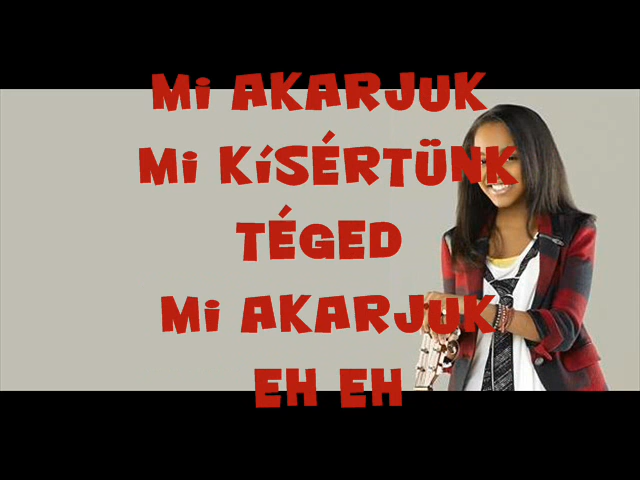 Mi AKARJUK
Mi KíSÉRTÜNK
TÉGED
Mi AKARJUK
EH EH